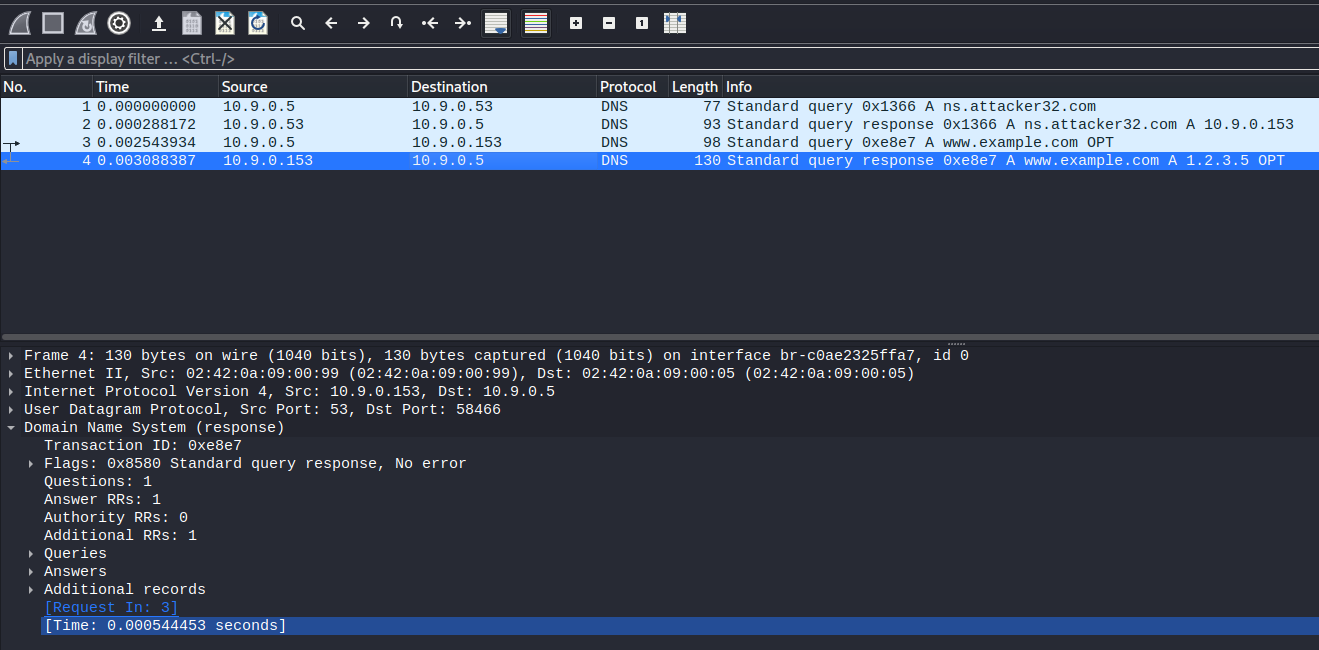 Apply a display filter … <Ctrl-/>
No. Time Source Destination Protocol Length Info
1 0.000000000 10.9.0.5 10.9.0.53 DNS 77 Standard query 0x1366 A ns.attacker32.com
2 0.000288172 10.9.0.53 10.9.0.5 DNS 93 Standard query response 0x1366 A ns.attacker32.com A 10.9.0.153
3 0.002543934 10.9.0.5 10.9.0.153 DNS 98 Standard query 0xe8e7 A www.example.com OPT
4 0.003088387 10.9.0.153 10.9.0.5 DNS 130 Standard query response 0xe8e7 A www.example.com A 1.2.3.5 OPT
Frame 4: 130 bytes on wire (1040 bits), 130 bytes captured (1040 bits) on interface br-c0ae2325ffa7, id 0
Ethernet II, Src: 02:42:0a:09:00:99 (02:42:0a:09:00:99), Dst: 02:42:0a:09:00:05 (02:42:0a:09:00:05)
Internet Protocol Version 4, Src: 10.9.0.153, Dst: 10.9.0.5
User Datagram Protocol, Src Port: 53, Dst Port: 58466
Domain Name System (response)
Transaction ID: 0xe8e7
Flags: 0x8580 Standard query response, No error
Questions: 1
Answer RRs: 1
Authority RRs: 0
Additional RRs: 1
Queries
Answers
Additional records
[Request In: 3]
[Time: 0.000544453 seconds]